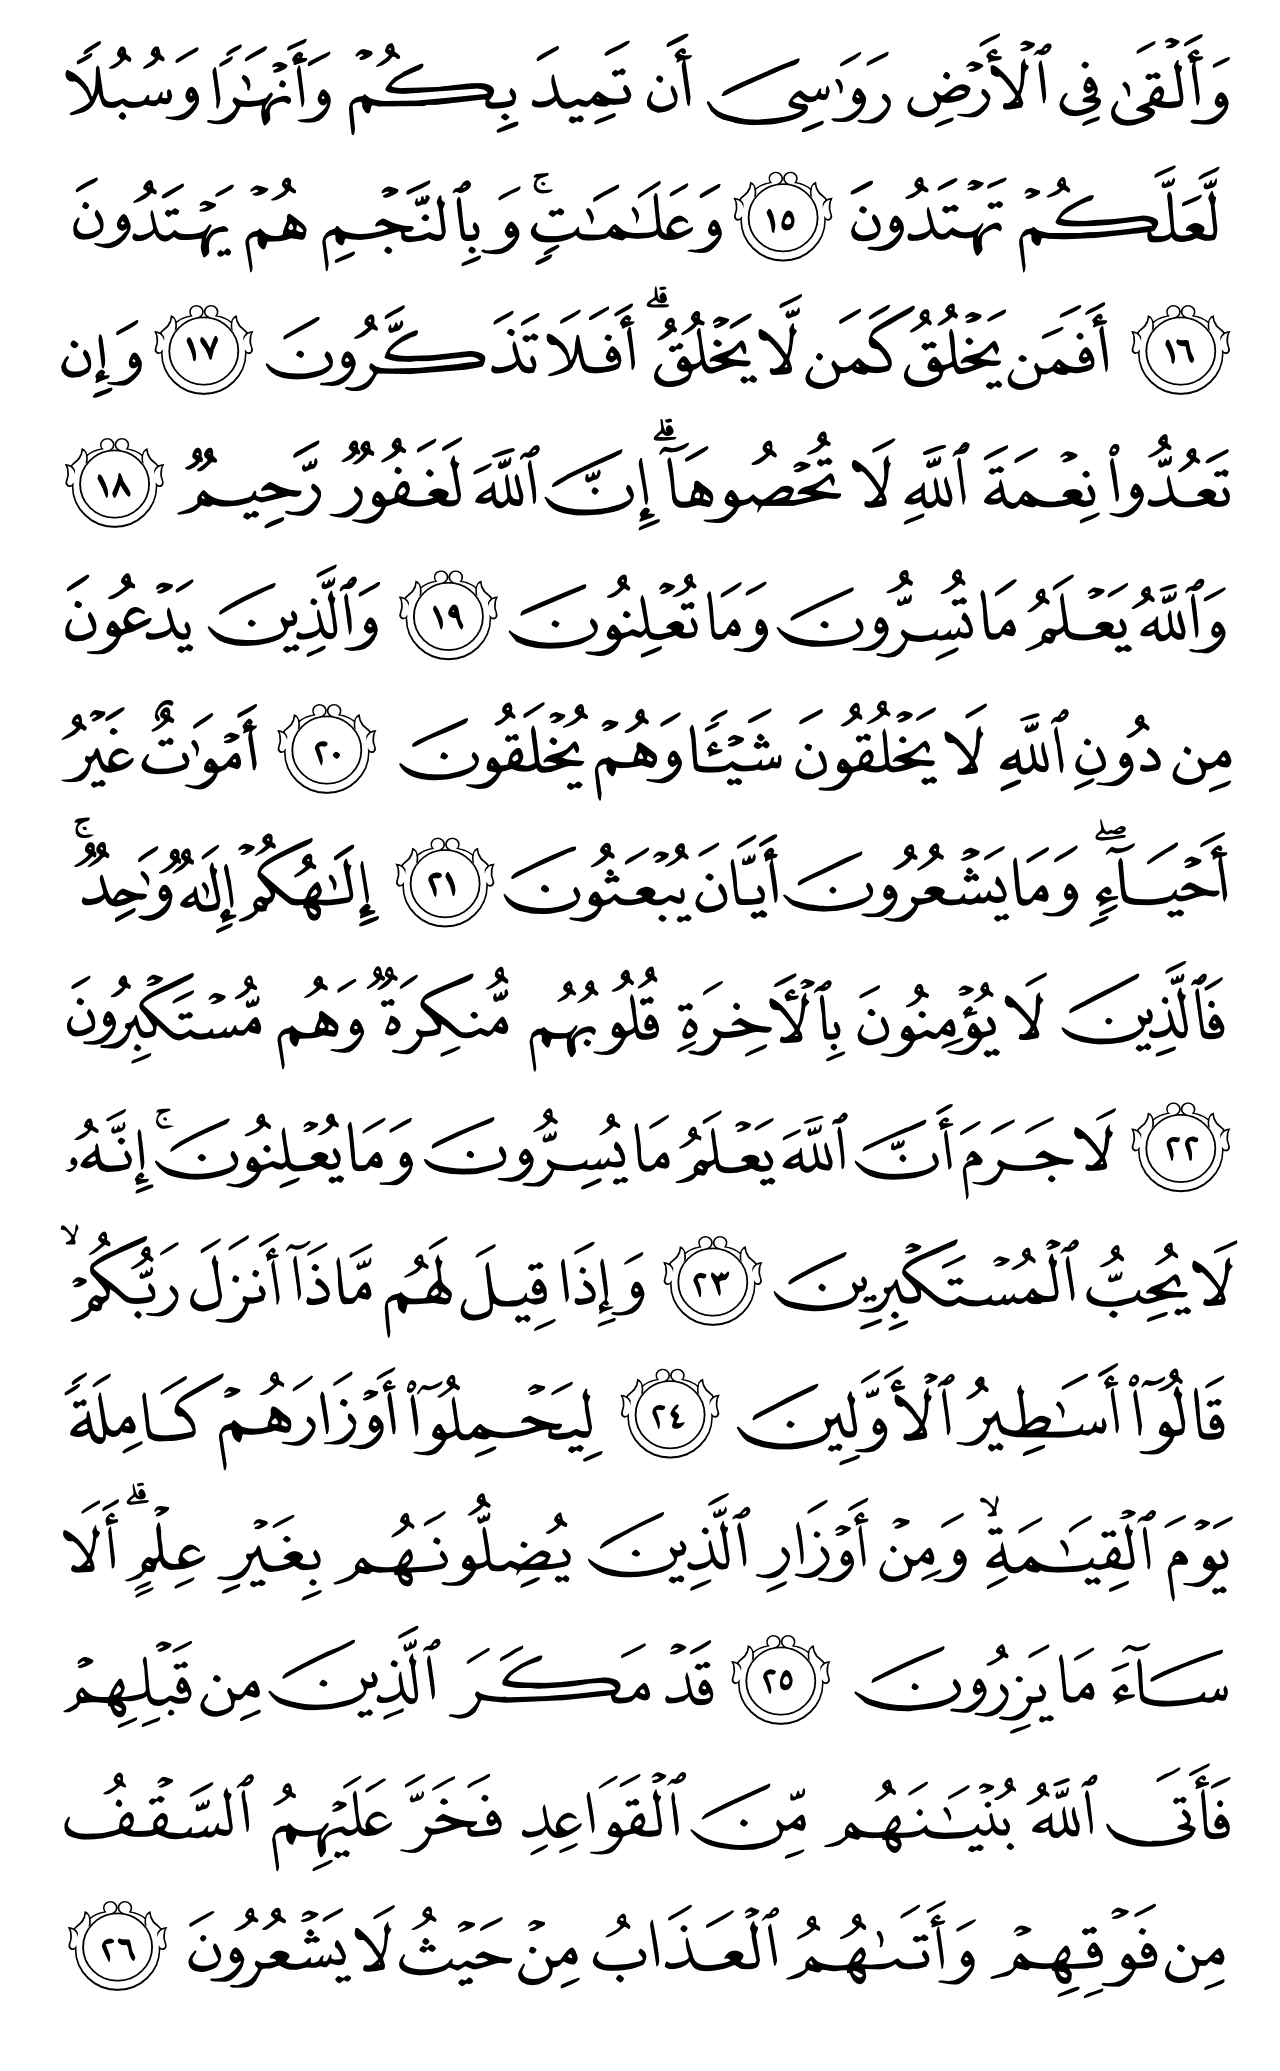 وَأَلۡقَىٰ فِي ٱلۡأَرۡضِ رَوَٰسِيَ أَن تَمِيدَ بِكُمۡ وَأَنۡهَٰرٗا وَسُبُلٗا
لَّعَلَّكُمۡ تَهۡتَدُونَ ١٥ وَعَلَٰمَٰتٖۚ وَبِٱلنَّجۡمِ هُمۡ يَهۡتَدُونَ
١٦ أَفَمَن يَخۡلُقُ كَمَن لَّا يَخۡلُقُۗ أَفَلَا تَذَكَّرُونَ ١٧ وَإِن
تَعُدُّواْ نِعۡمَةَ ٱللَّهِ لَا تُحۡصُوهَآۗ إِنَّ ٱللَّهَ لَغَفُورٞ رَّحِيمٞ ١٨
وَٱللَّهُ يَعۡلَمُ مَا تُسِرُّونَ وَمَا تُعۡلِنُونَ ١٩ وَٱلَّذِينَ يَدۡعُونَ
مِن دُونِ ٱللَّهِ لَا يَخۡلُقُونَ شَيۡـٔٗا وَهُمۡ يُخۡلَقُونَ ٢٠ أَمۡوَٰتٌ غَيۡرُ
أَحۡيَآءٖۖ وَمَا يَشۡعُرُونَ أَيَّانَ يُبۡعَثُونَ ٢١ إِلَٰهُكُمۡ إِلَٰهٞ وَٰحِدٞۚ
فَٱلَّذِينَ لَا يُؤۡمِنُونَ بِٱلۡأٓخِرَةِ قُلُوبُهُم مُّنكِرَةٞ وَهُم مُّسۡتَكۡبِرُونَ
٢٢ لَا جَرَمَ أَنَّ ٱللَّهَ يَعۡلَمُ مَا يُسِرُّونَ وَمَا يُعۡلِنُونَۚ إِنَّهُۥ
لَا يُحِبُّ ٱلۡمُسۡتَكۡبِرِينَ ٢٣ وَإِذَا قِيلَ لَهُم مَّاذَآ أَنزَلَ رَبُّكُمۡۙ
قَالُوٓاْ أَسَٰطِيرُ ٱلۡأَوَّلِينَ ٢٤ لِيَحۡمِلُوٓاْ أَوۡزَارَهُمۡ كَامِلَةٗ
يَوۡمَ ٱلۡقِيَٰمَةِۙ وَمِنۡ أَوۡزَارِ ٱلَّذِينَ يُضِلُّونَهُم بِغَيۡرِ عِلۡمٍۗ أَلَا
سَآءَ مَا يَزِرُونَ ٢٥ قَدۡ مَكَرَ ٱلَّذِينَ مِن قَبۡلِهِمۡ
فَأَتَى ٱللَّهُ بُنۡيَٰنَهُم مِّنَ ٱلۡقَوَاعِدِ فَخَرَّ عَلَيۡهِمُ ٱلسَّقۡفُ
مِن فَوۡقِهِمۡ وَأَتَىٰهُمُ ٱلۡعَذَابُ مِنۡ حَيۡثُ لَا يَشۡعُرُونَ ٢٦